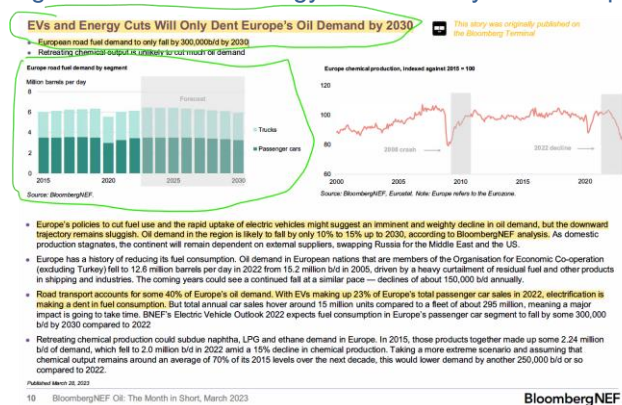 EVs and Energy Cuts Will Only Dent Europe's Oil Demand by 2030
This story was originally published on
the Bloomberg Terminal
• European road fuel demand to only fall by 300,000b/d by 2030
• Retreating chemical output is unlikely to cut much oil demand
Europe road fuel demand by segment
Million barrels per day
8
6
4
2
0
Forecast
2015
2020
2025
2030
Trucks
Passenger cars
Source: BloombergNEF.
Europe chemical production, indexed against 2015 = 100
120
100
80
60
2008 crash
2022 decline
2000
2005
2010
2015
2020
Source: BloombergNEF, Eurostat. Note: Europe refers to the Eurozone.
• Europe's policies to cut fuel use and the rapid uptake of electric vehicles might suggest an imminent and weighty decline in oil demand, but the downward
trajectory remains sluggish. Oil demand in the region is likely to fall by only 10% to 15% up to 2030, according to BloombergNEF analysis. As domestic
production stagnates, the continent will remain dependent on external suppliers, swapping Russia for the Middle East and the US.
• Europe has a history of reducing its fuel consumption. Oil demand in European nations that are members of the Organisation for Economic Co-operation
(excluding Turkey) fell to 12.6 million barrels per day in 2022 from 15.2 million b/d in 2005, driven by a heavy curtailment of residual fuel and other products
in shipping and industries. The coming years could see a continued fall at a similar pace — declines of about 150,000 b/d annually.
• Road transport accounts for some 40% of Europe's oil demand. With EVs making up 23% of Europe's total passenger car sales in 2022, electrification is
making a dent in fuel consumption. But total annual car sales hover around 15 million units compared to a fleet of about 295 million, meaning a major
impact is going to take time. BNEF's Electric Vehicle Outlook 2022 expects fuel consumption in Europe's passenger car segment to fall by some 300,000
b/d by 2030 compared to 2022
• Retreating chemical production could subdue naphtha, LPG and ethane demand in Europe. In 2015, those products together made up some 2.24 million
b/d of demand, which fell to 2.0 million b/d in 2022 amid a 15% decline in chemical production. Taking a more extreme scenario and assuming that
chemical output remains around an average of 70% of its 2015 levels over the next decade, this would lower demand by another 250,000 b/d or so
compared to 2022.
Published March 28, 2023
10 BloombergNEF Oil: The Month in Short, March 2023
BloombergNEF